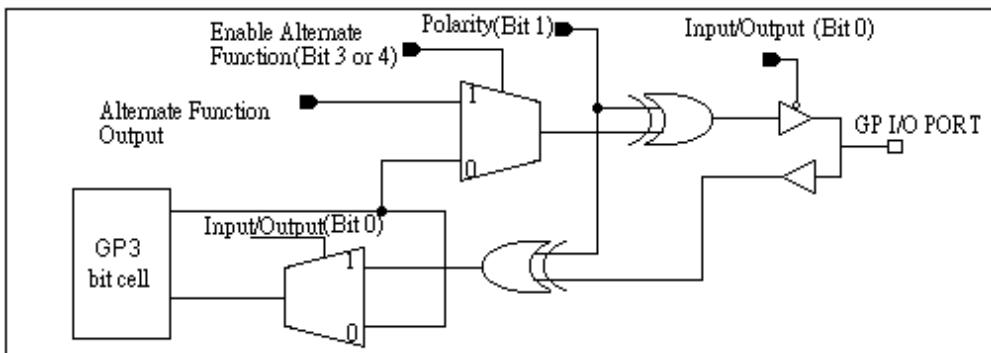 Enable Alternate
Function(Bit 3 or 4)
Polarity(Bit 1)
Input/Output (Bit 0)
Alternate Function
Output
1
0
GP I/O PORT
GP3
bit cell
Input/Output(Bit 0)
1
0